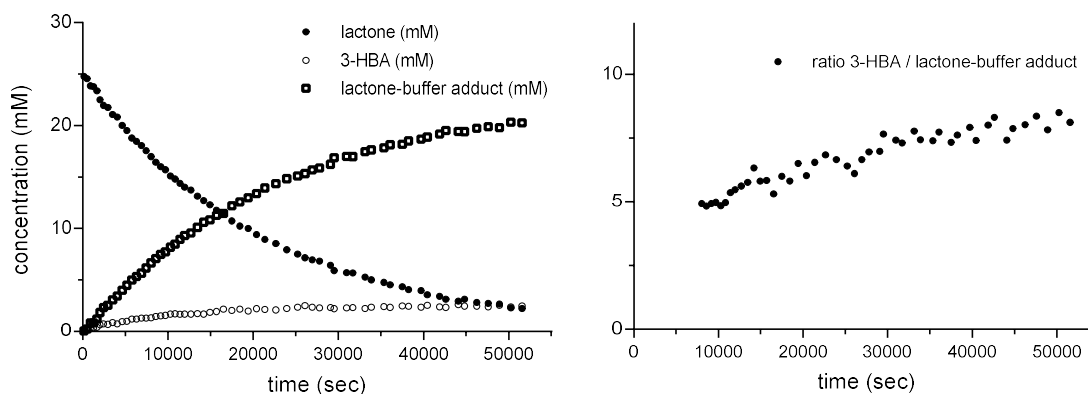 30
20
10
0
concentration (mM)
lactone (mM)
3-HBA (mM)
lactone-buffer adduct (mM)
0 10000 20000 30000 40000 50000
time (sec)
10
5
0
ratio 3-HBA / lactone-buffer adduct
0 10000 20000 30000 40000 50000
time (sec)